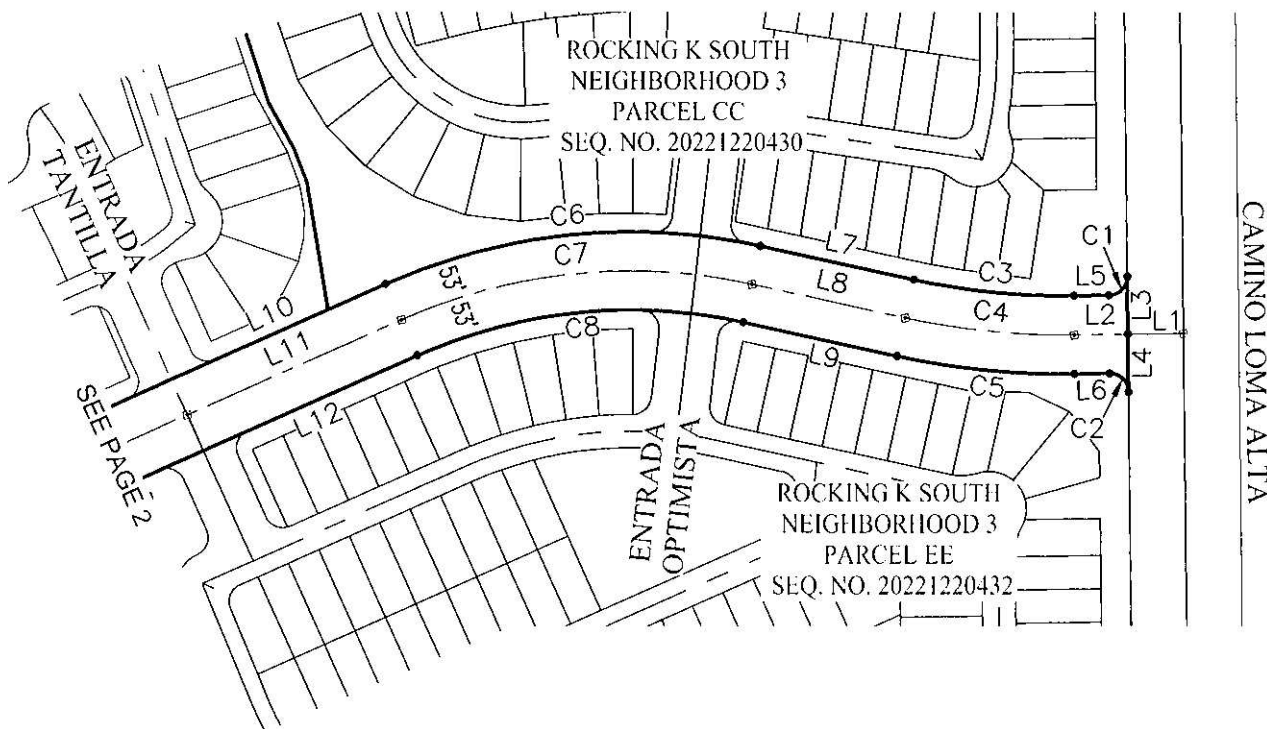 ROCKING K SOUTH
NEIGHBORHOOD 3
PARCEL CC
SEQ. NO. 20221220430
ENTRADA
TANTILLA
C6
C7
L7
L8
C3
C1
L5
C4
L2
L3
L1
L4
53'
53'
L10
L11
C8
L9
C5
L6
C2
L12
CAMINO LOMA ALTA
SEE PAGE 2
ENTRADA
OPTIMISTA
ROCKING K SOUTH
NEIGHBORHOOD 3
PARCEL EE
SEQ. NO. 20221220432